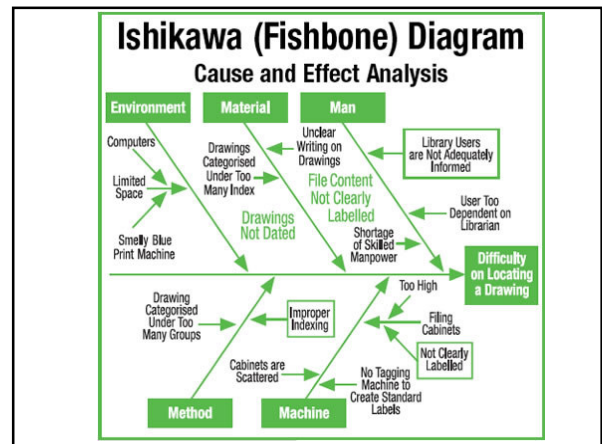 Ishikawa (Fishbone) Diagram
Cause and Effect Analysis
Environment
Material
Man
Computers
Limited
Space
Smelly Blue
Print Machine
Drawings
Categorised
Under Too
Many Index
Drawings
Not Dated
Unclear
Writing on
Drawings
File Content
Not Clearly
Labelled
Shortage
of Skilled
Manpower
Library Users
are Not Adequately
Informed
User Too
Dependent on
Librarian
Difficulty
on Locating
a Drawing
Drawing
Categorised
Under Too
Many Groups
Improper
Indexing
Cabinets are
Scattered
Too High
Filing
Cabinets
Not Clearly
Labelled
No Tagging
Machine to
Create Standard
Labels
Method
Machine